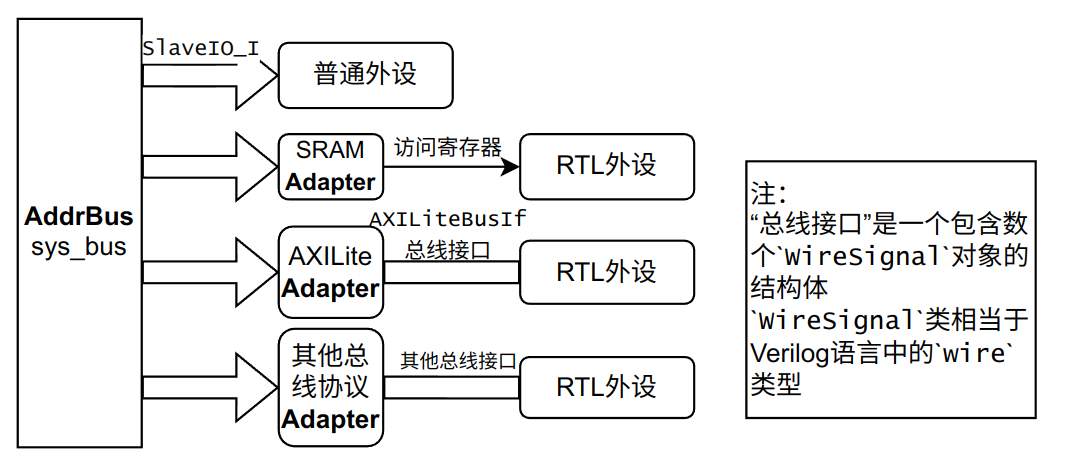 SlaveIO_I
普通外设
SRAM
Adapter
访问寄存器
RTL外设
AddrBus
sys_bus
AXILiteBusIf
AXILite
Adapter
总线接口
RTL外设
其他总
线协议
Adapter
其他总线接口
RTL外设
注：
“总线接口”是一个包含数
个`WireSignal`对象的
结构体
`WireSignal`类相当于
Verilog语言中的`wire`
类型